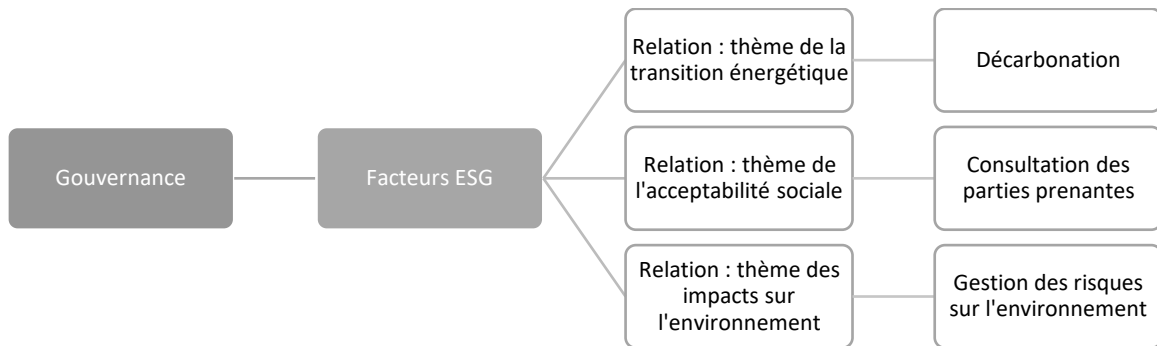 Gouvernance
Facteurs ESG
Relation : thème de la
transition énergétique
Décarbonation
Relation : thème de
l'acceptabilité sociale
Consultation des
parties prenantes
Relation : thème des
impacts sur
l'environnement
Gestion des risques
sur l'environnement